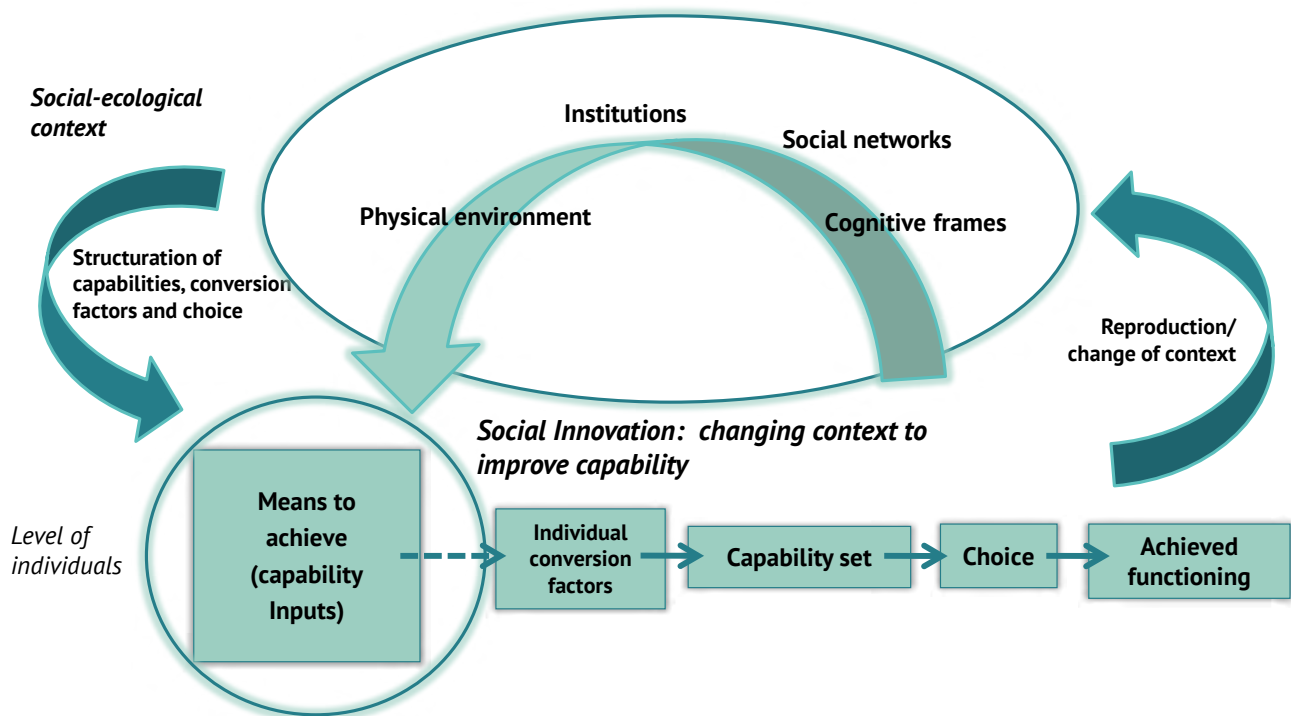 Social-ecological
context
Institutions
Social networks
Physical environment
Cognitive frames
Structuration of
capabilities, conversion
factors and choice
Reproduction/
change of context
Social Innovation: changing context to
improve capability
Level of
individuals
Means to
achieve
(capability
Inputs)
Individual
conversion
factors
Capability set
Choice
Achieved
functioning